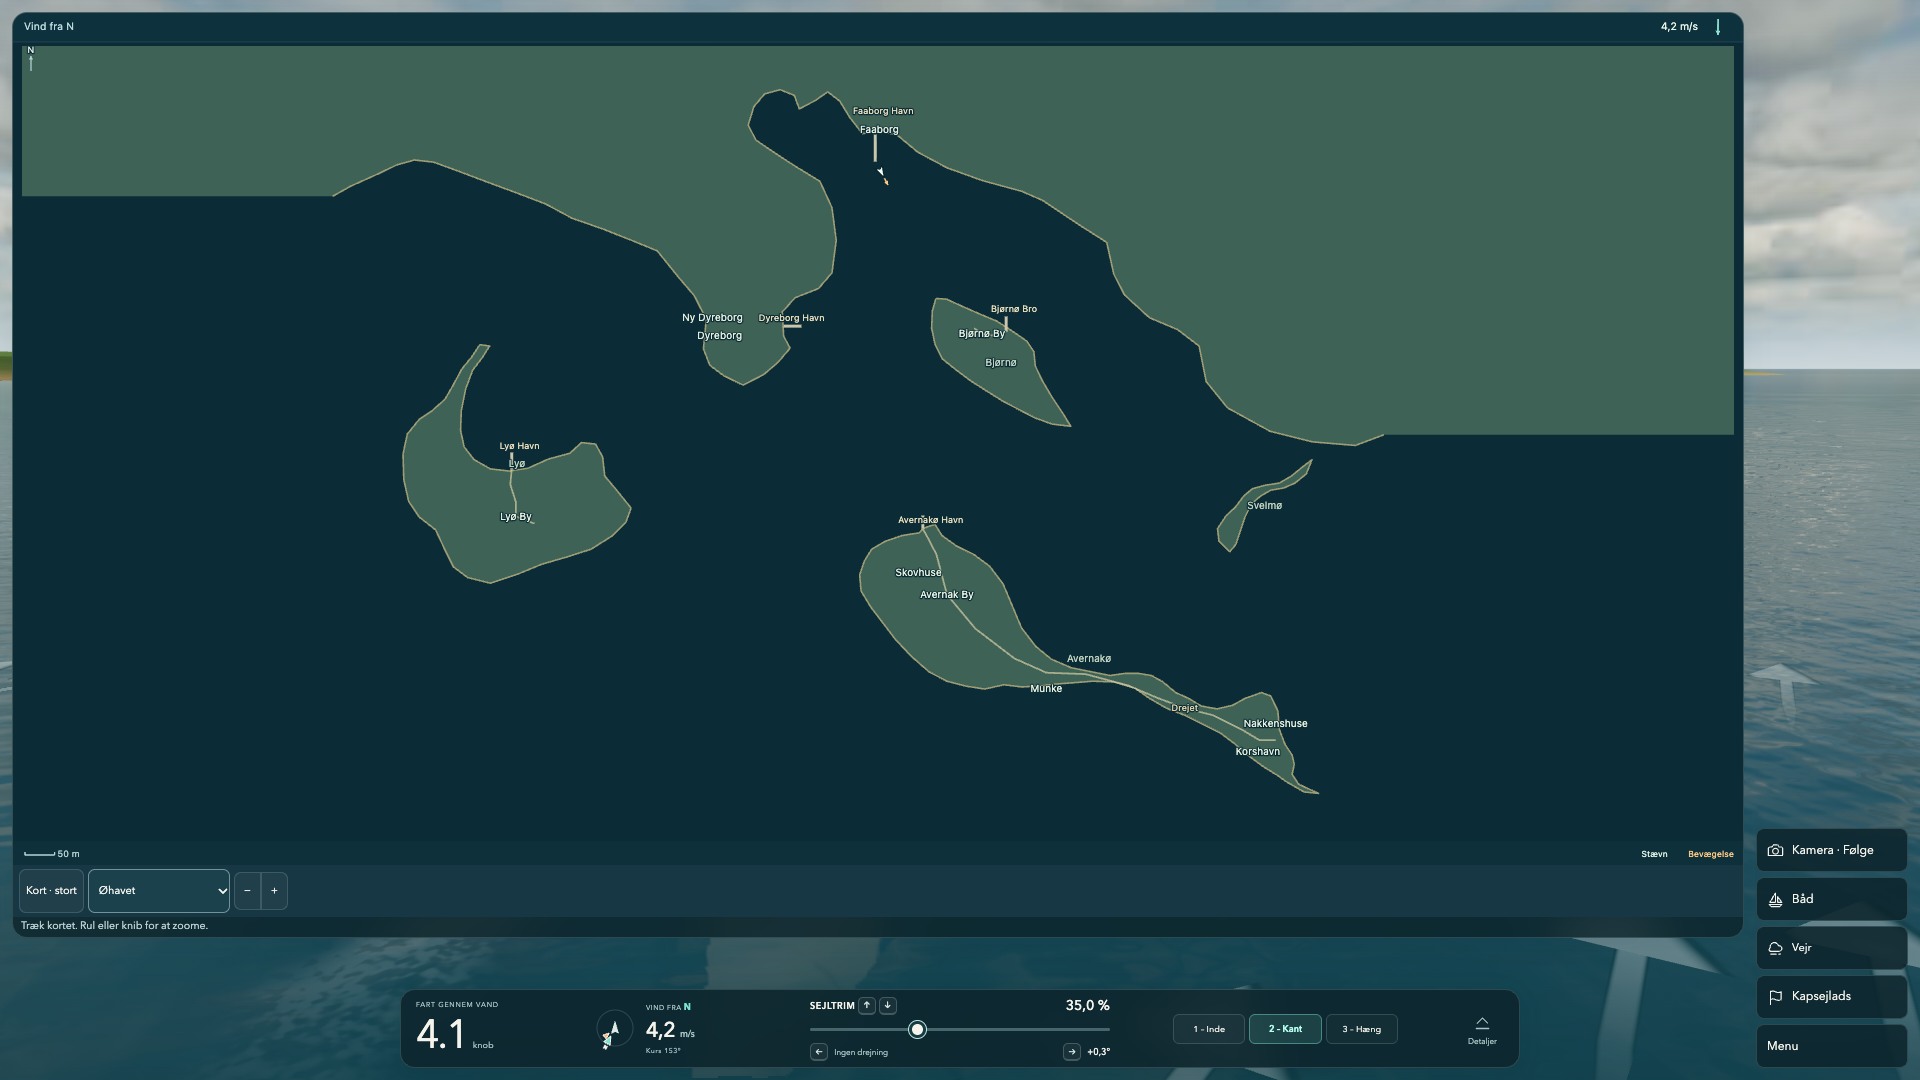 Vind fra N
4,2 m/s
N
Faaborg Havn
Faaborg
Ny Dyreborg
Dyreborg Havn
Dyreborg
Bjørnø Bro
Bjørnø By
Bjørnø
Lyø Havn
Lyø
Lyø By
Svelmø
Avernakø Havn
Skovhuse
Avernak By
Avernakø
Munke
Drejet
Nakkenshuse
Korshavn
50 m
Stævn
Bevægelse
Kort · stort
Øhavet
−
+
Træk kortet. Rul eller knib for at zoome.
Kamera · Følge
Båd
Vejr
Kapsejlads
Menu
FART GENNEM VAND
4.1 knob
VIND FRA N
4,2 m/s
Kurs 153°
SEJLTRIM ↑ ↓
35,0 %
← Ingen drejning
→ +0,3°
1 - Inde
2 - Kant
3 - Hæng
Detaljer